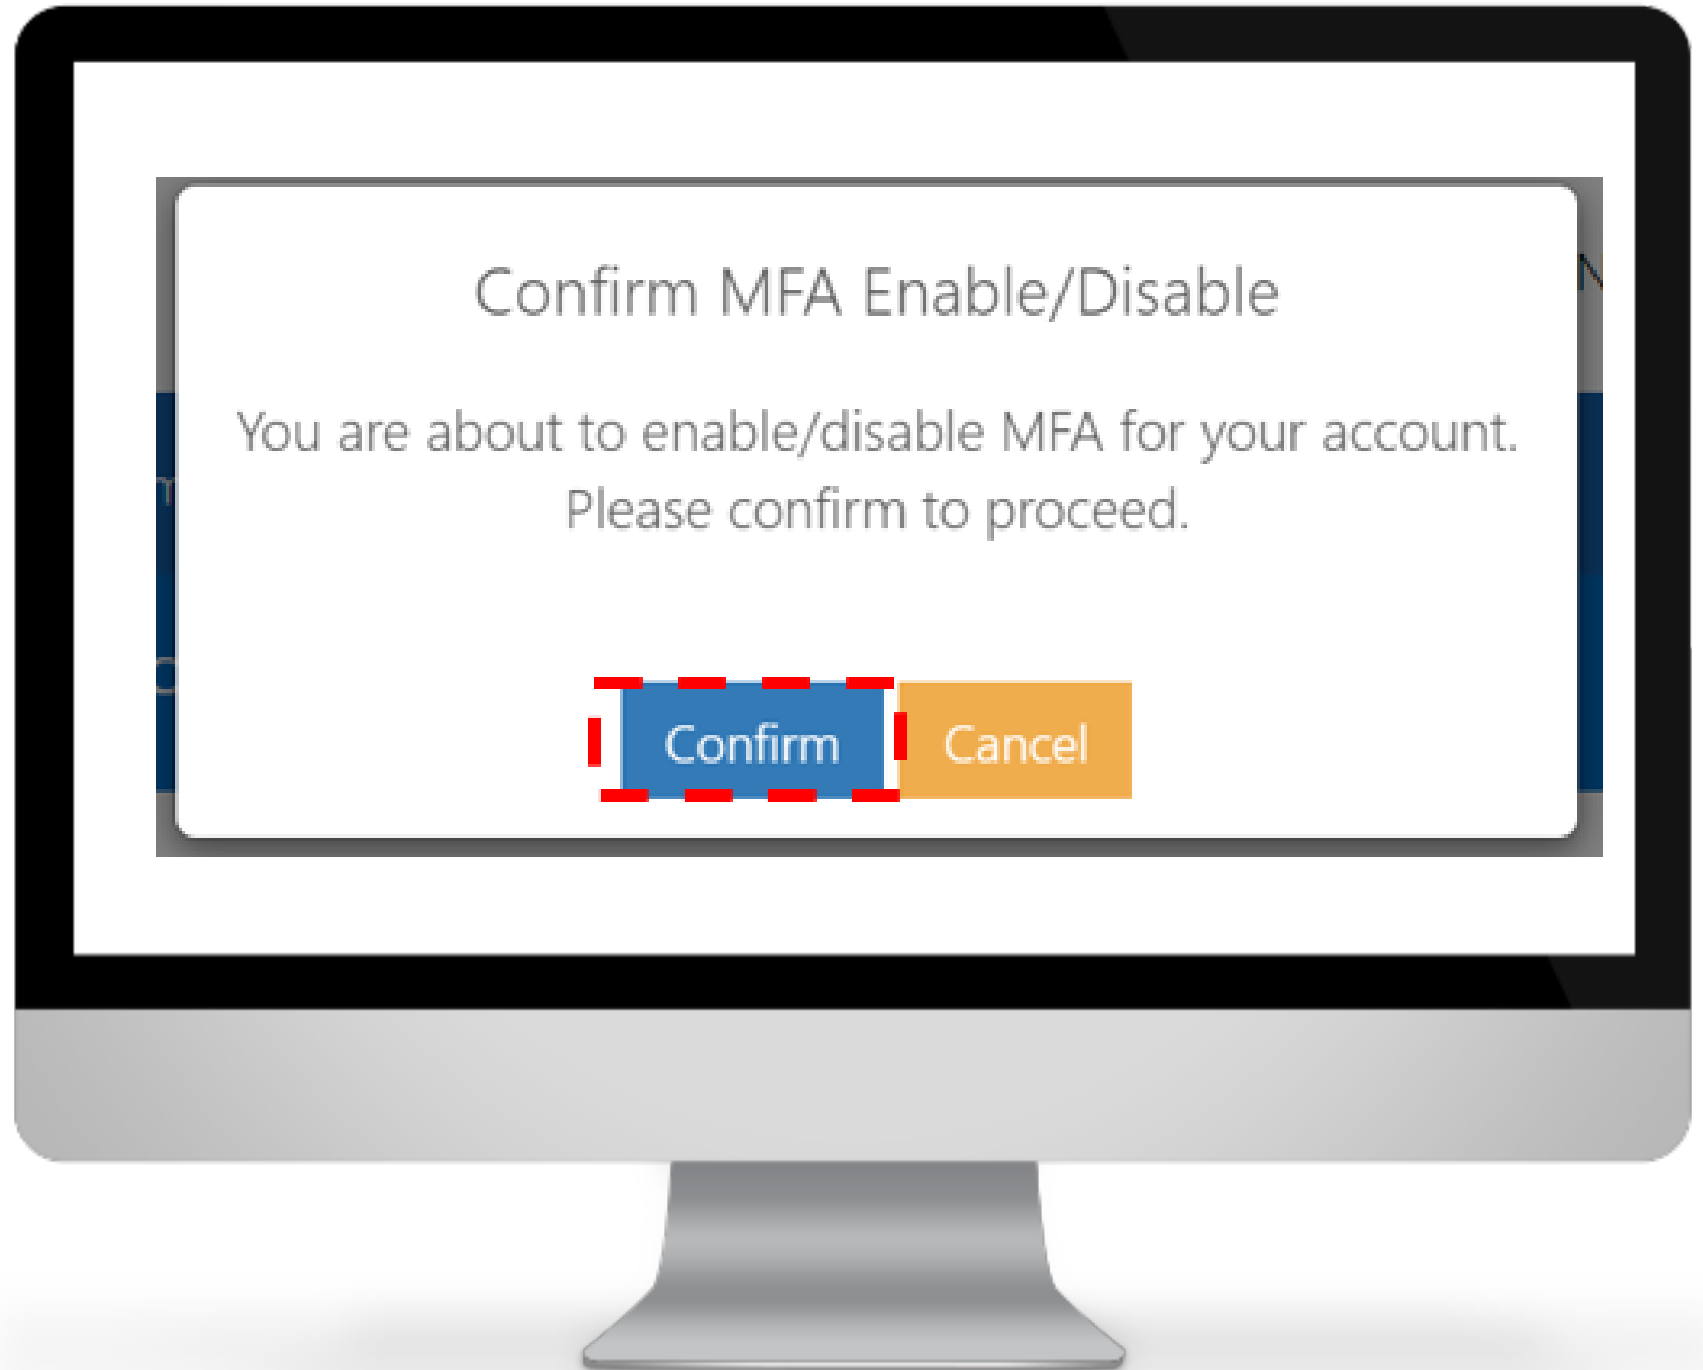 Confirm MFA Enable/Disable
You are about to enable/disable MFA for your account.
Please confirm to proceed.
Confirm
Cancel